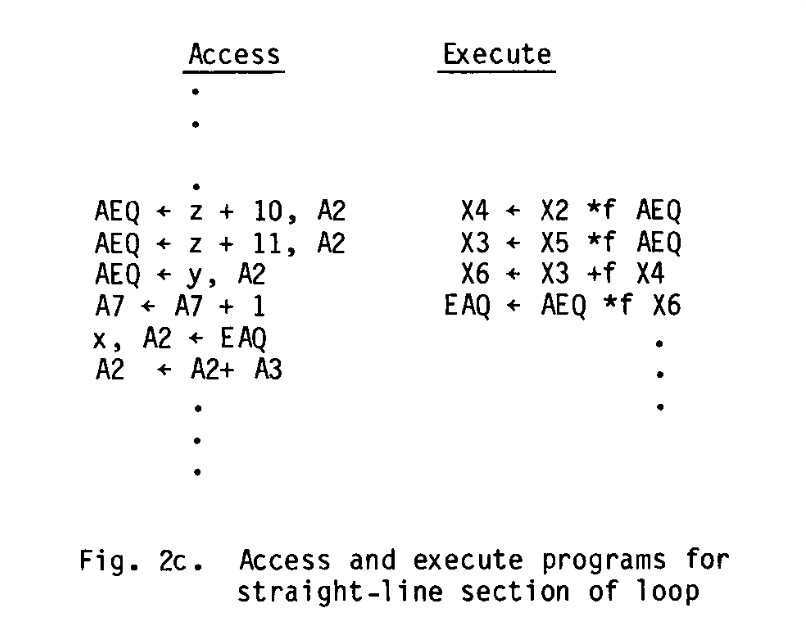 Access Execute
.
.
.
AEQ ← z + 10, A2 X4 ← X2 *f AEQ
AEQ ← z + 11, A2 X3 ← X5 *f AEQ
AEQ ← y, A2 X6 ← X3 +f X4
A7 ← A7 + 1 EAQ ← AEQ *f X6
x, A2 ← EAQ .
A2 ← A2+ A3 .
. .
.
.
Fig. 2c. Access and execute programs for
straight-line section of loop